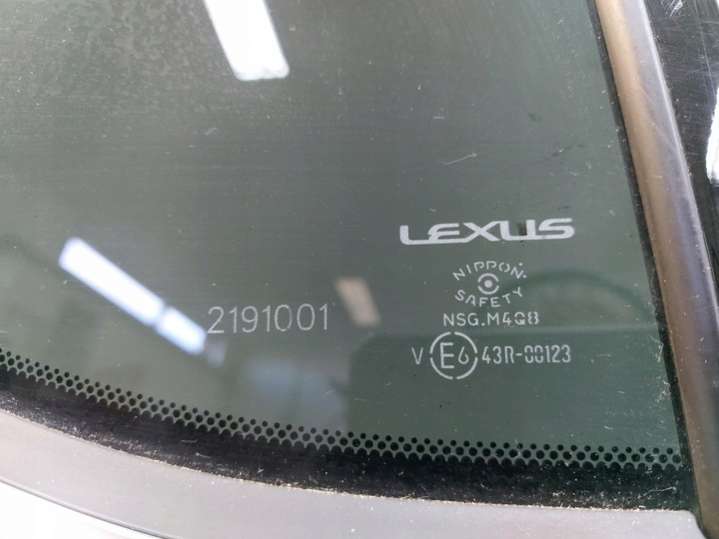 LEXUS
NIPPON
SAFETY
NSG.M4Q8
2191001
V E6 43R-00123